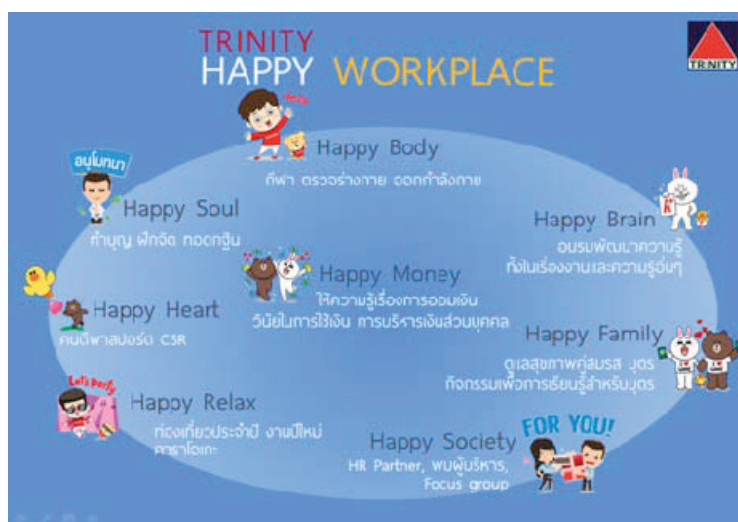 TRINITY
HAPPY WORKPLACE
TRINITY
Happy Body
กีฬา ตรวจร่างกาย ออกกำลังกาย
อนุโมทนา
Happy Soul
ทำบุญ ฝึกจิต ทอดกฐิน
Happy Brain
อบรมพัฒนาความรู้
ทั้งในเรื่องงานและความรู้อื่นๆ
Happy Money
ให้ความรู้เรื่องการออมเงิน
วินัยในการใช้เงิน การบริหารเงินส่วนบุคคล
Happy Heart
คนดีพาสปอร์ต CSR
Happy Family
ดูแลสุขภาพคู่สมรส บุตร
กิจกรรมเพื่อการเรียนรู้สำหรับบุตร
Let's party
Happy Relax
ท่องเที่ยวประจำปี งานปีใหม่
คาราโอเกะ
FOR YOU!
Happy Society
HR Partner, พบผู้บริหาร,
Focus group